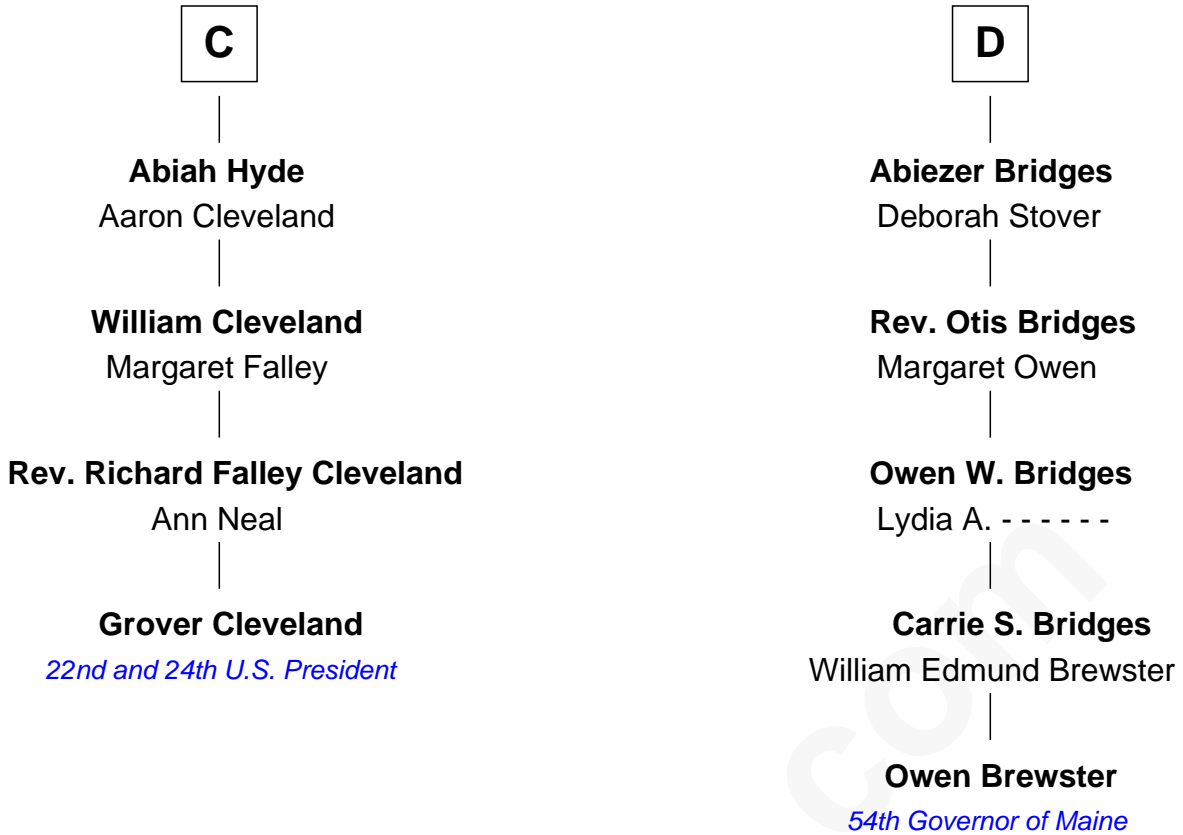 C
Abiah Hyde
Aaron Cleveland
William Cleveland
Margaret Falley
Rev. Richard Falley Cleveland
Ann Neal
Grover Cleveland
22nd and 24th U.S. President
D
Abiezer Bridges
Deborah Stover
Rev. Otis Bridges
Margaret Owen
Owen W. Bridges
Lydia A. - - - - - -
Carrie S. Bridges
William Edmund Brewster
Owen Brewster
54th Governor of Maine
com